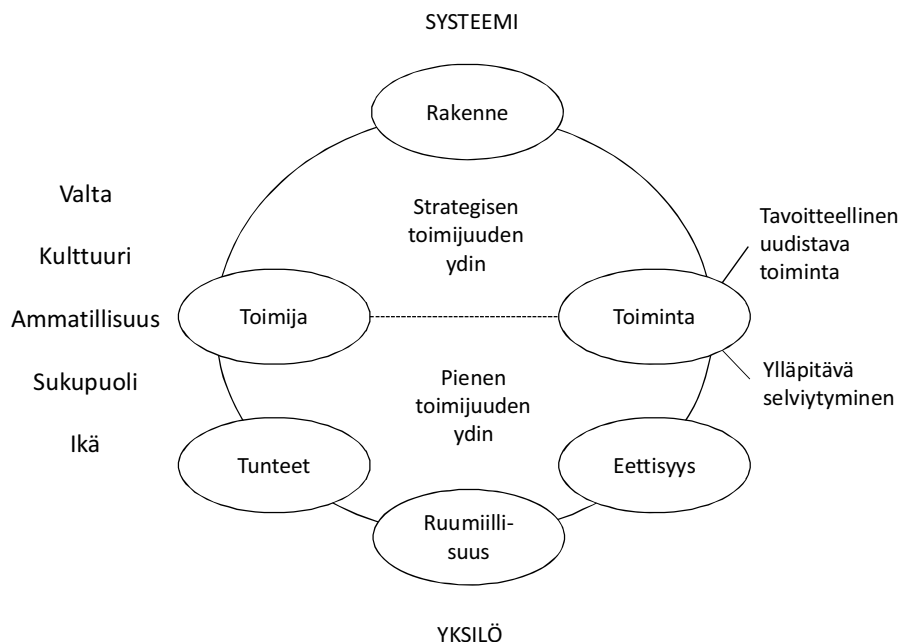 SYSTEEMI
Rakenne
Valta
Kulttuuri
Ammatillisuus
Sukupuoli
Ikä
Strategisen
toimijuuden
ydin
Tavoitteellinen
uudistava
toiminta
Toimija
Toiminta
Ylläpitävä
selviytyminen
Pienen
toimijuuden
ydin
Tunteet
Eettisyys
Ruumiilli-
suus
YKSILÖ